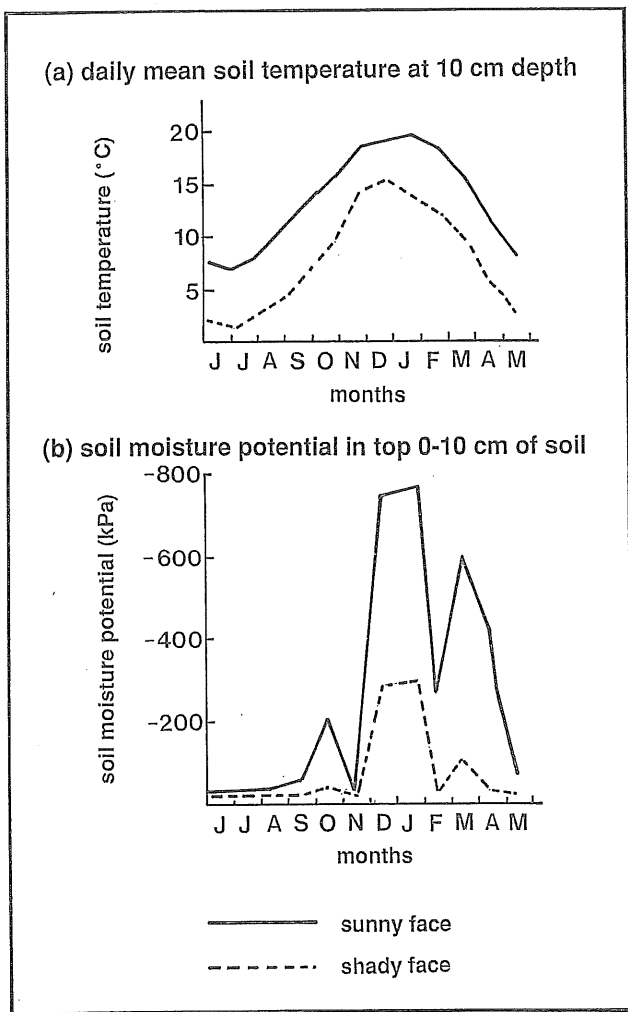 (a) daily mean soil temperature at 10 cm depth
soil temperature (°C)
20
15
10
5
J J A S O N D J F M A M
months
(b) soil moisture potential in top 0-10 cm of soil
soil moisture potential (kPa)
-800
-600
-400
-200
J J A S O N D J F M A M
months
sunny face
shady face